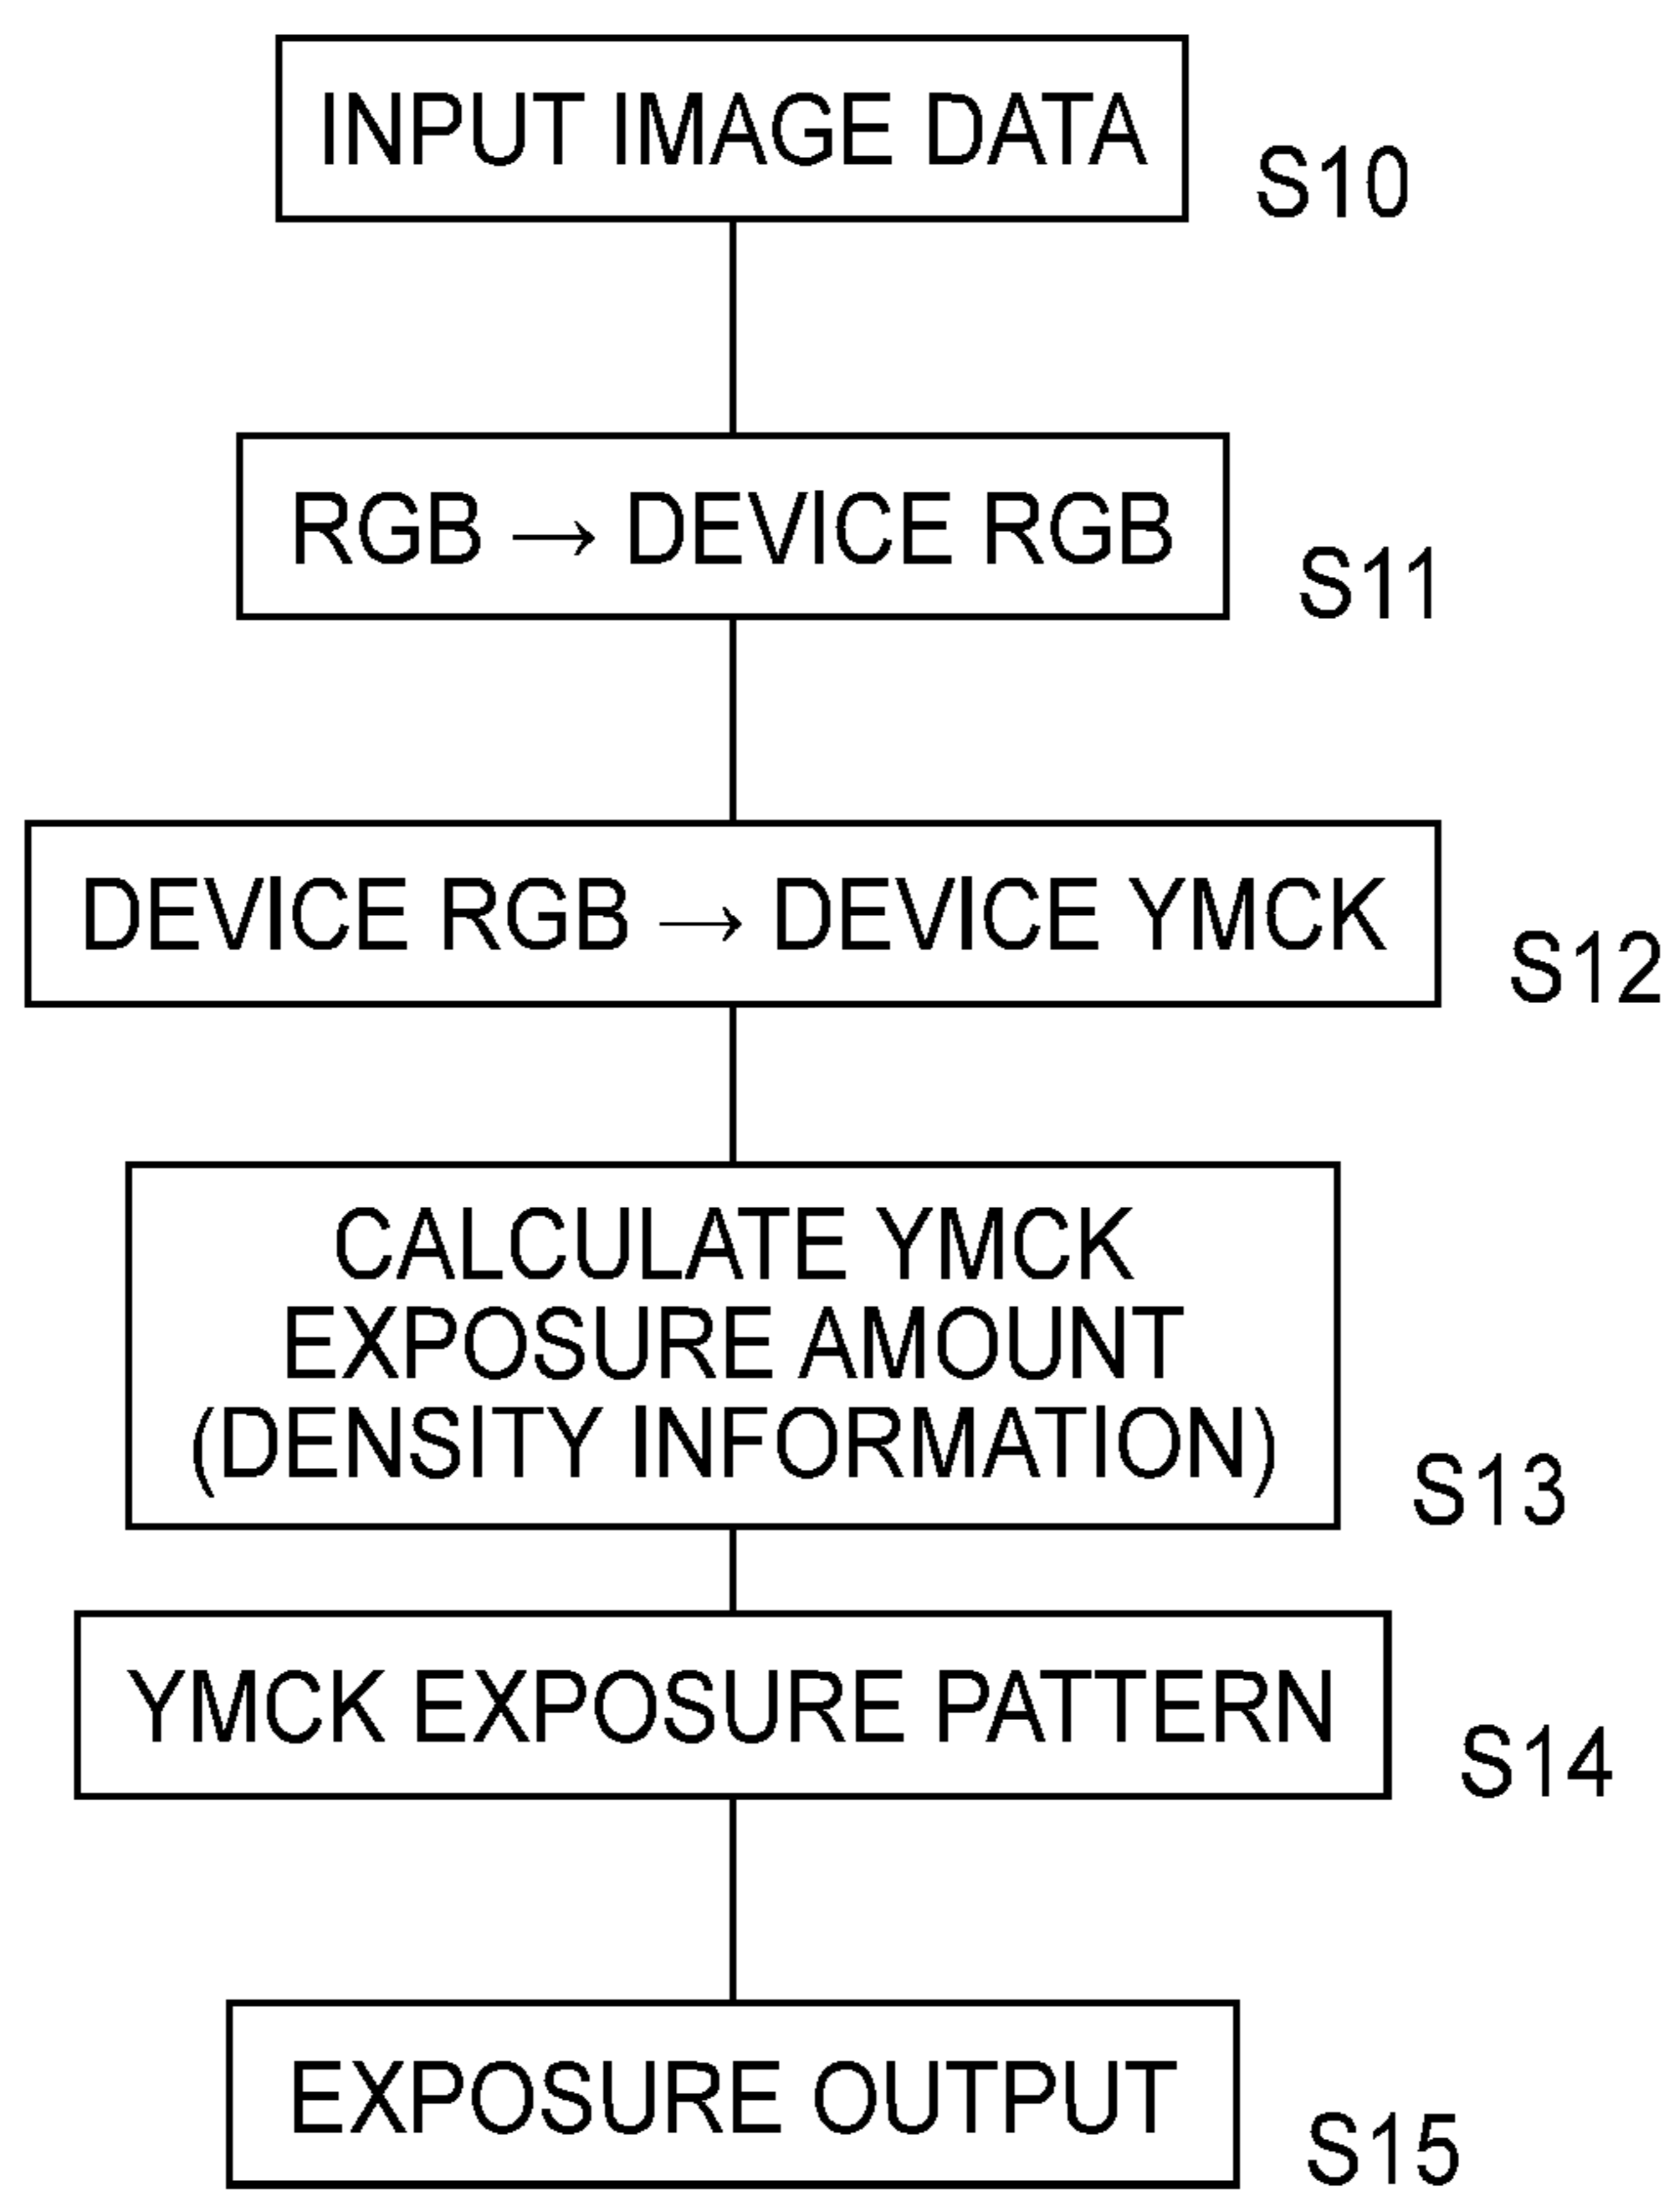 INPUT IMAGE DATA
S10
RGB → DEVICE RGB
S11
DEVICE RGB → DEVICE YMCK
S12
CALCULATE YMCK
EXPOSURE AMOUNT
(DENSITY INFORMATION)
S13
YMCK EXPOSURE PATTERN
S14
EXPOSURE OUTPUT
S15